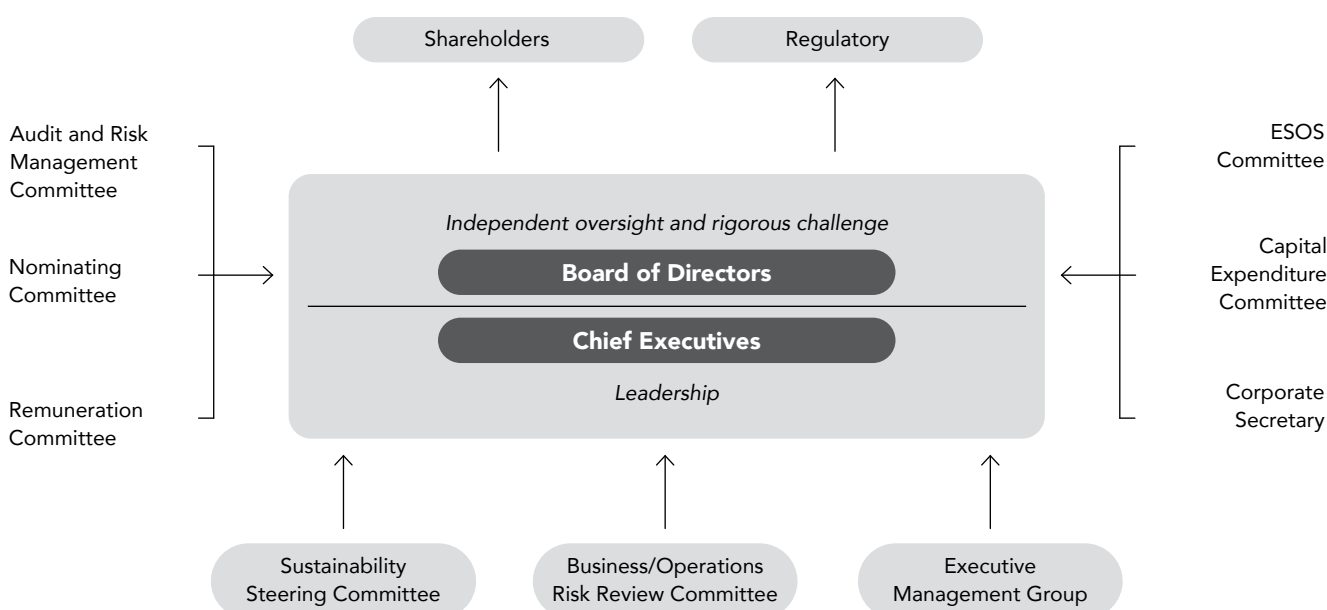 Shareholders
Regulatory
Audit and Risk
Management
Committee
Nominating
Committee
Remuneration
Committee
Independent oversight and rigorous challenge
Board of Directors
Chief Executives
Leadership
ESOS
Committee
Capital
Expenditure
Committee
Corporate
Secretary
Sustainability
Steering Committee
Business/Operations
Risk Review Committee
Executive
Management Group